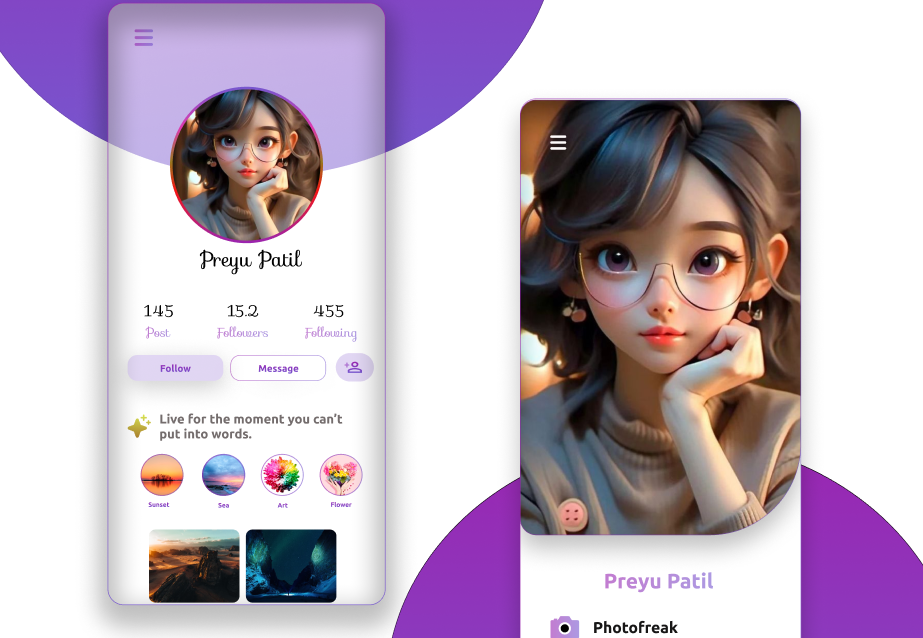 Preyu Patil
145 15.2 455
Post Followers Following
Follow Message
Live for the moment you can't
put into words.
Sunset Sea Art Flower
Preyu Patil
Photofreak